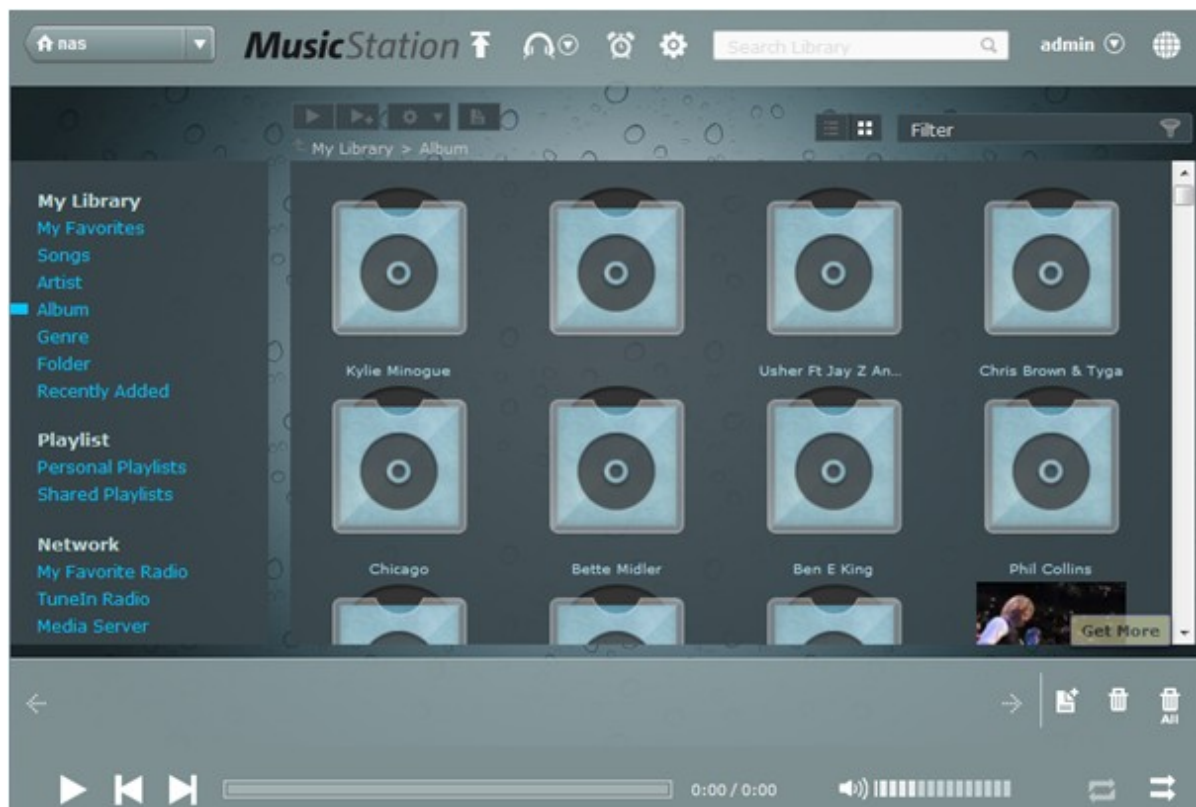 nas
MusicStation
Search Library
admin
Filter
My Library > Album
My Library
My Favorites
Songs
Artist
Album
Genre
Folder
Recently Added
Playlist
Personal Playlists
Shared Playlists
Network
My Favorite Radio
TuneIn Radio
Media Server
Kylie Minogue
Usher Ft Jay Z An...
Chris Brown & Tyga
Chicago
Bette Midler
Ben E King
Phil Collins
Get More
All
0:00 / 0:00